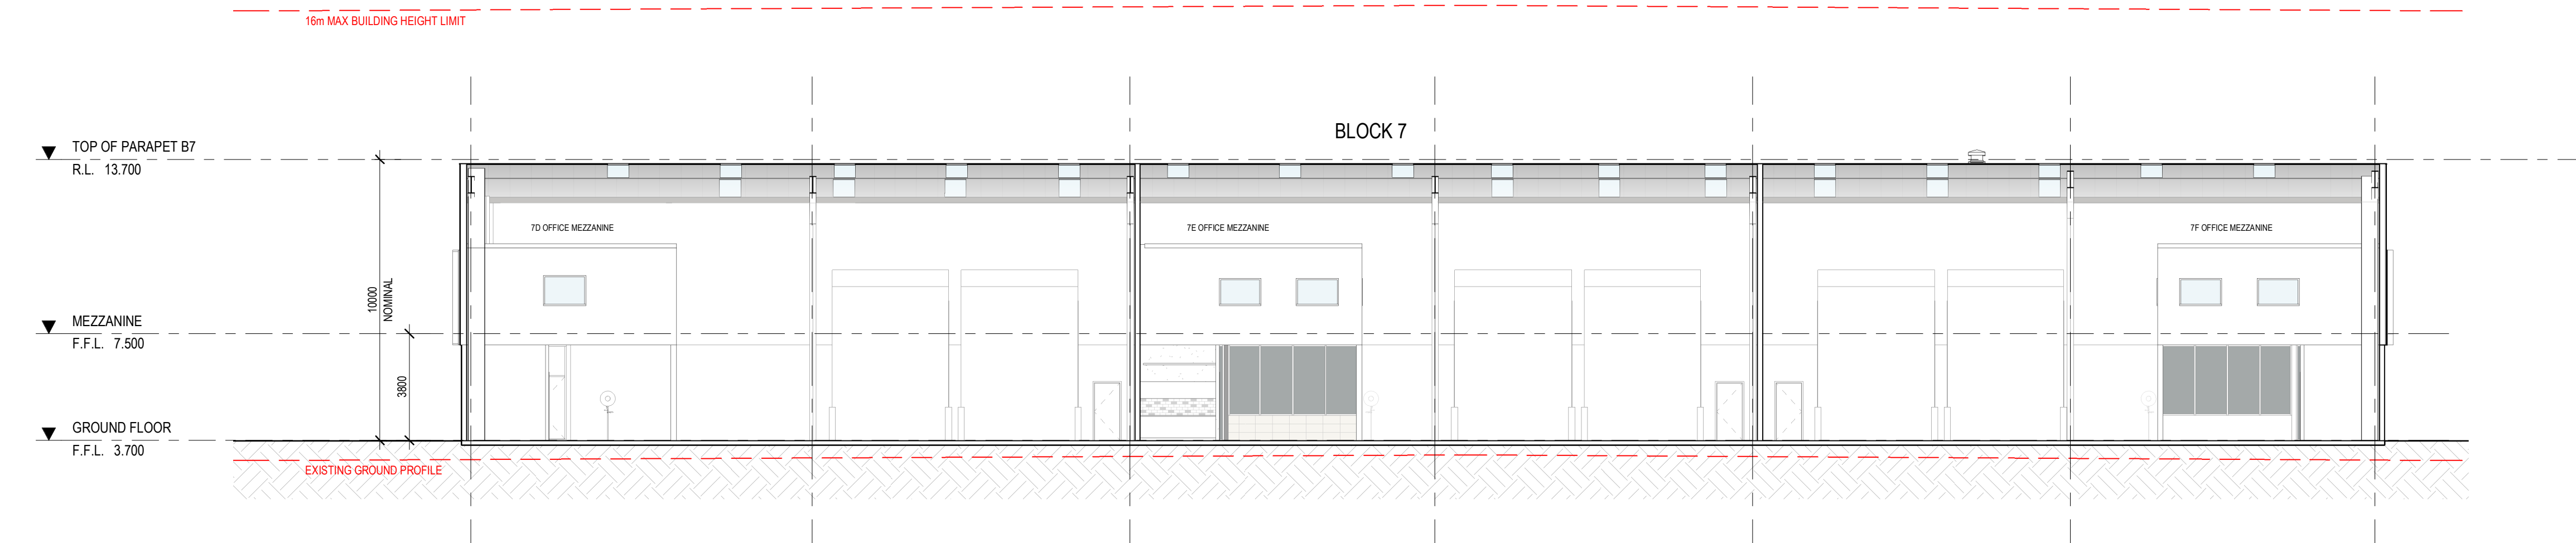 16m MAX BUILDING HEIGHT LIMIT
BLOCK 7
TOP OF PARAPET B7
R.L. 13.700
7D OFFICE MEZZANINE
7E OFFICE MEZZANINE
7F OFFICE MEZZANINE
10000
NOMINAL
MEZZANINE
F.F.L. 7.500
3800
GROUND FLOOR
F.F.L. 3.700
EXISTING GROUND PROFILE